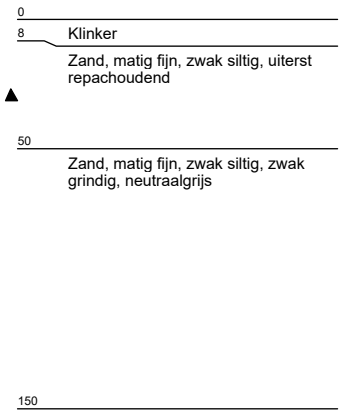 0
8 Klinker
Zand, matig fijn, zwak siltig, uiterst
repachoudend
50
Zand, matig fijn, zwak siltig, zwak
grindig, neutraalgrijs
150